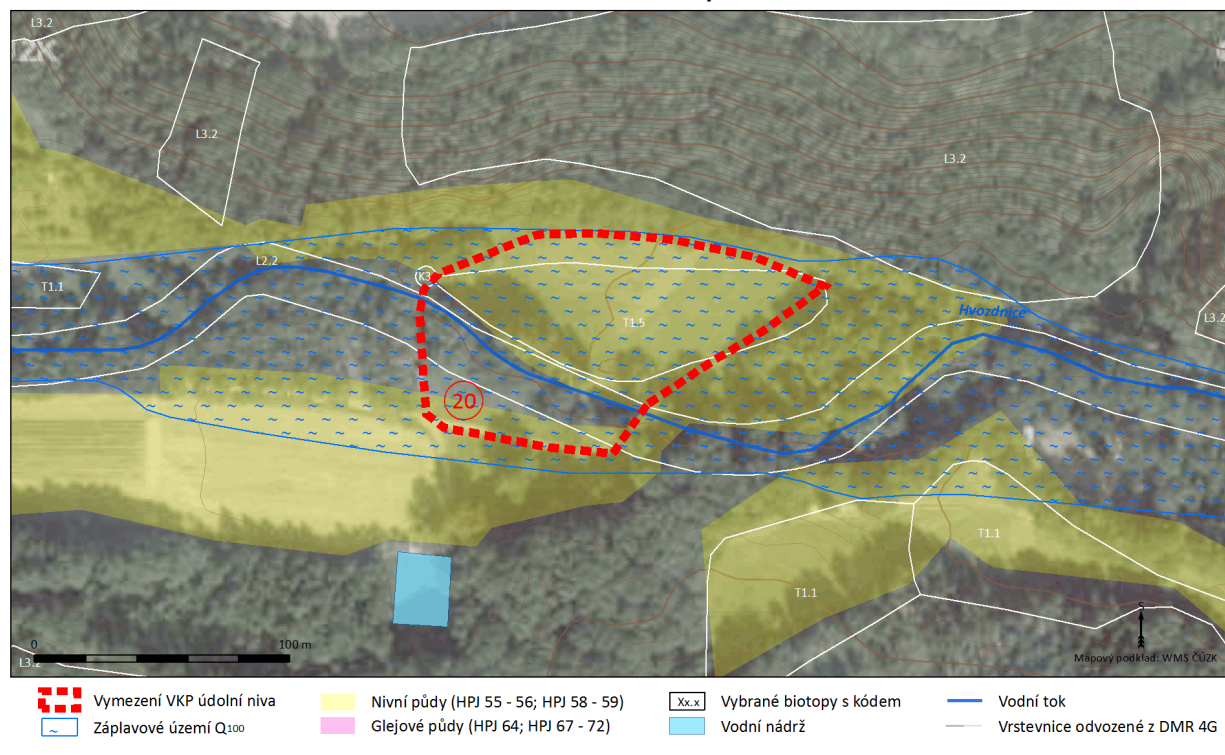 L3.2
L3.2
L3.2
L2.2
K3
T1.1
T1.5
Hvozdnice
L3.2
20
T1.1
T1.1
S
0
100 m
L3.2
Mapový podklad: WMS ČÚZK
Vymezení VKP údolní niva
Nivní půdy (HPJ 55 - 56; HPJ 58 - 59)
Xx.x
Vybrané biotopy s kódem
Vodní tok
Záplavové území Q100
Glejové půdy (HPJ 64; HPJ 67 - 72)
Vodní nádrž
Vrstevnice odvozené z DMR 4G